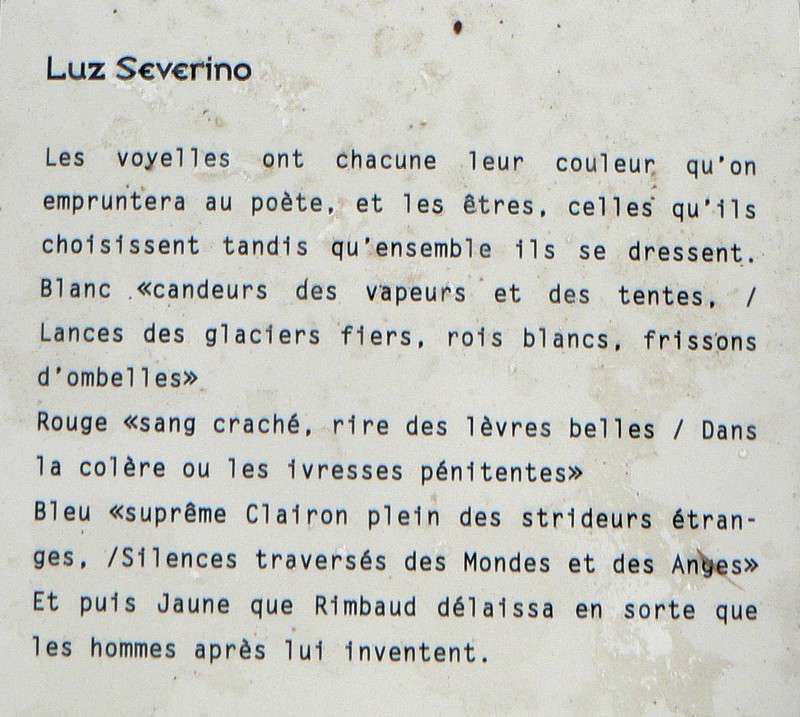 Luz Severino
Les voyelles ont chacune leur couleur qu'on
empruntera au poète, et les êtres, celles qu'ils
choisissent tandis qu'ensemble ils se dressent.
Blanc «candeurs des vapeurs et des tentes, /
Lances des glaciers fiers, rois blancs, frissons
d'ombelles»
Rouge «sang craché, rire des lèvres belles / Dans
la colère ou les ivresses pénitentes»
Bleu «suprême Clairon plein des strideurs étran-
ges, /Silences traversés des Mondes et des Anges»
Et puis Jaune que Rimbaud délaissa en sorte que
les hommes après lui inventent.